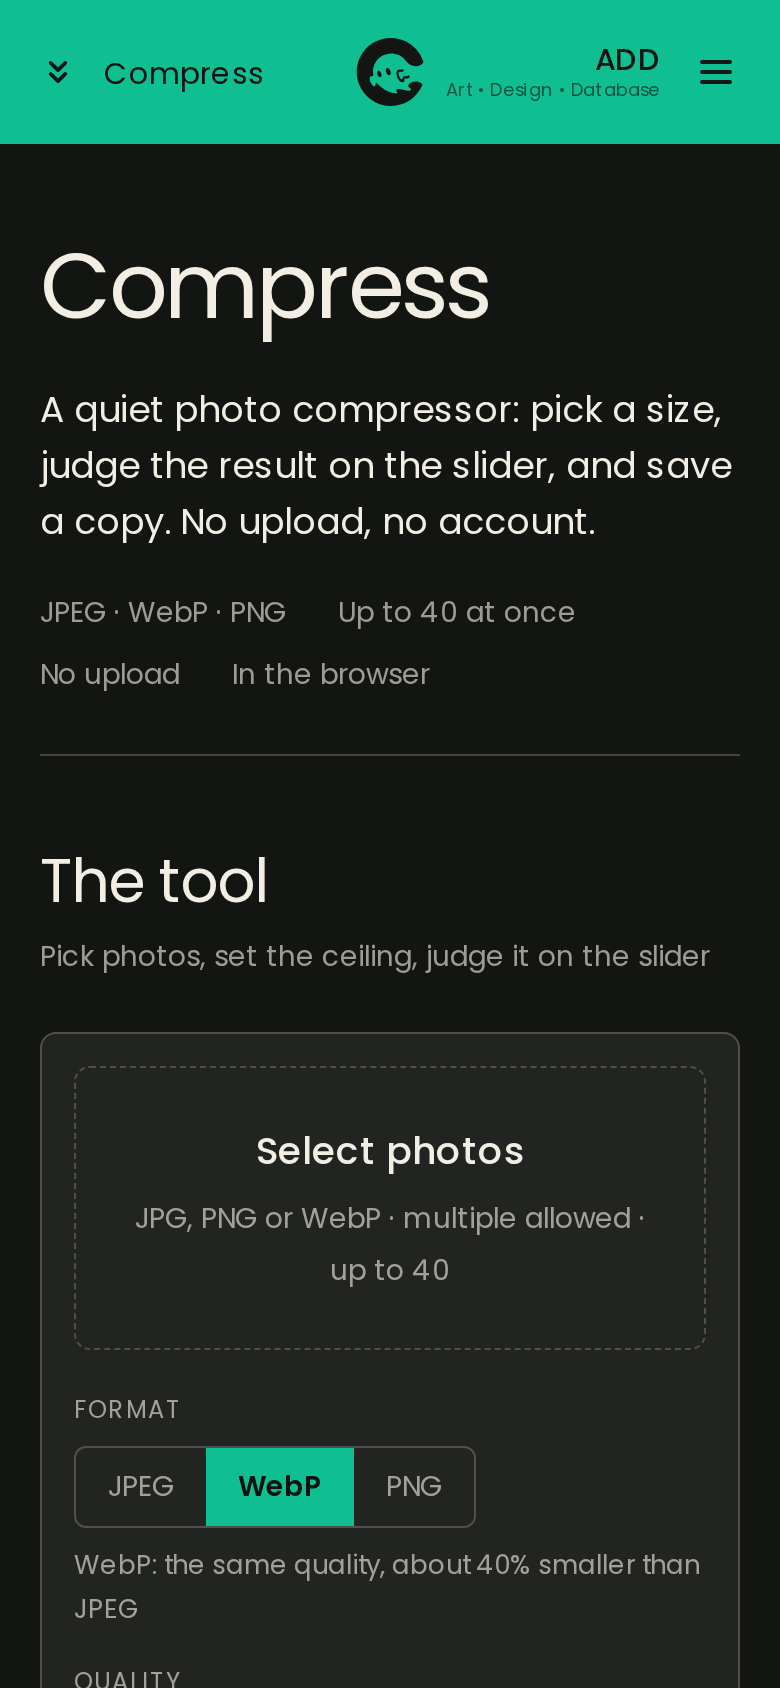 Compress
ADD
Art • Design • Database
Compress
A quiet photo compressor: pick a size,
judge the result on the slider, and save
a copy. No upload, no account.
JPEG · WebP · PNG Up to 40 at once
No upload In the browser
The tool
Pick photos, set the ceiling, judge it on the slider
Select photos
JPG, PNG or WebP · multiple allowed ·
up to 40
FORMAT
JPEG WebP PNG
WebP: the same quality, about 40% smaller than
JPEG
QUALITY